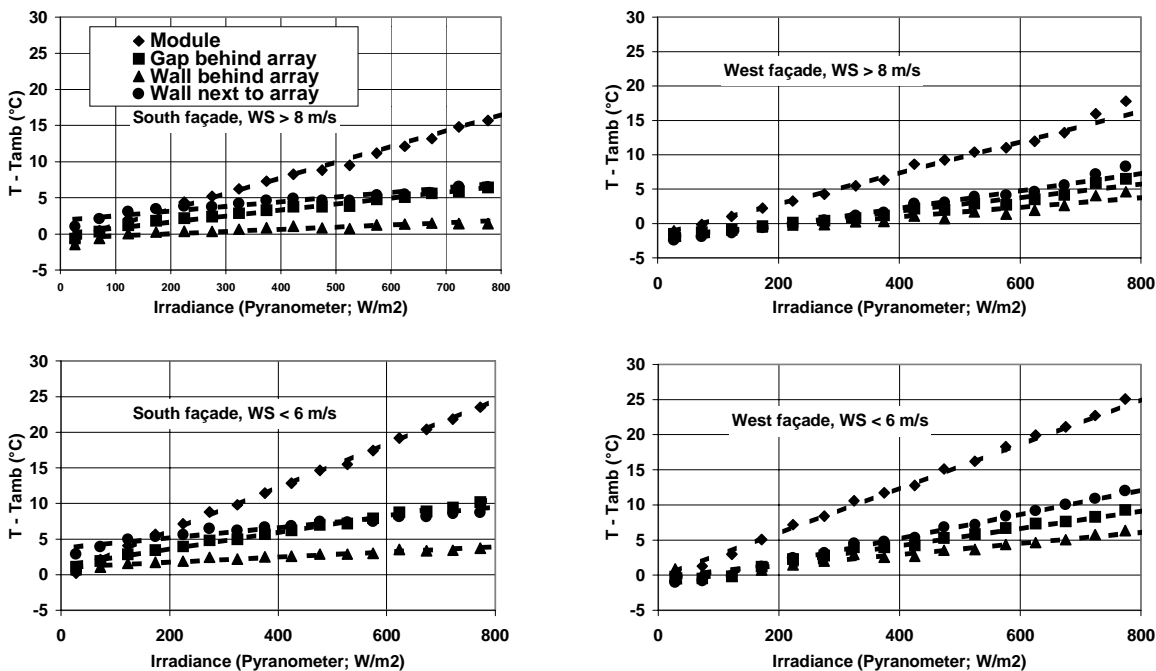 30
25
20
15
10
5
0
-5
T - Tamb (°C)
Module
Gap behind array
Wall behind array
Wall next to array
South façade, WS > 8 m/s
0 100 200 300 400 500 600 700 800
Irradiance (Pyranometer; W/m2)
30
25
20
15
10
5
0
-5
T - Tamb (°C)
West façade, WS > 8 m/s
0 200 400 600 800
Irradiance (Pyranometer; W/m2)
30
25
20
15
10
5
0
-5
T - Tamb (°C)
South façade, WS < 6 m/s
0 200 400 600 800
Irradiance (Pyranometer; W/m2)
30
25
20
15
10
5
0
-5
T - Tamb (°C)
West façade, WS < 6 m/s
0 200 400 600 800
Irradiance (Pyranometer; W/m2)